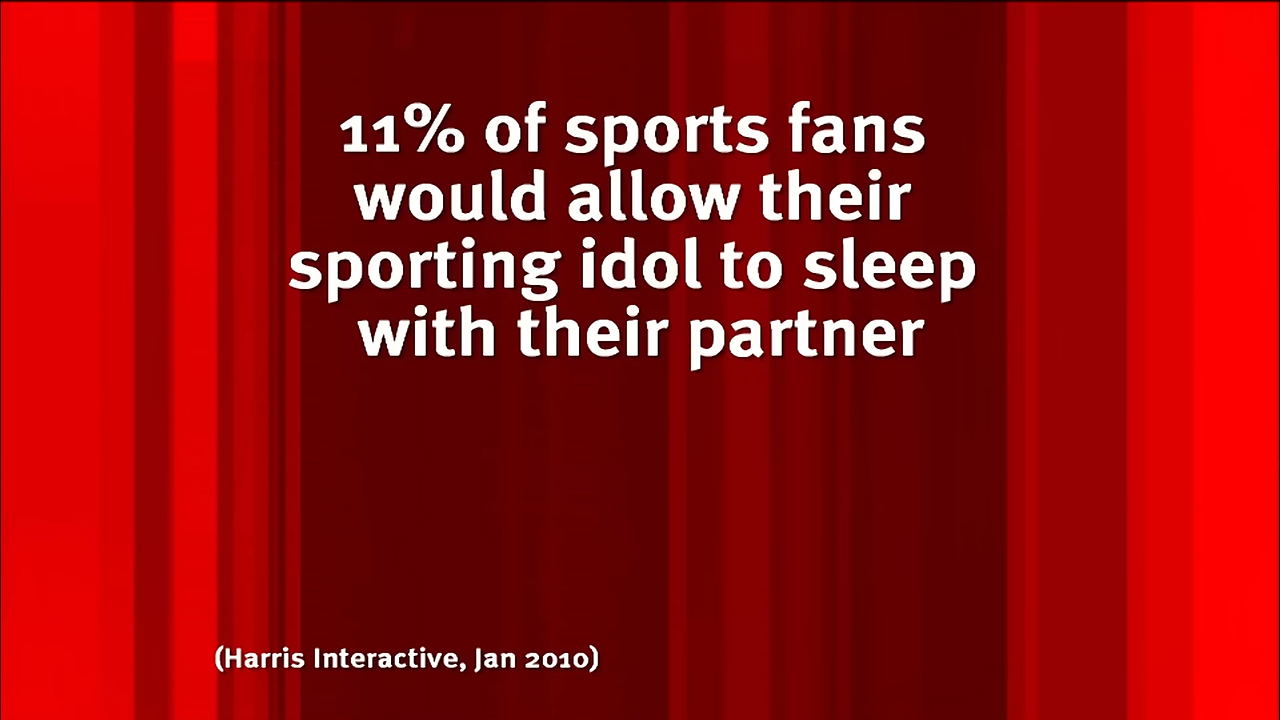 11% of sports fans
would allow their
sporting idol to sleep
with their partner
(Harris Interactive, Jan 2010)